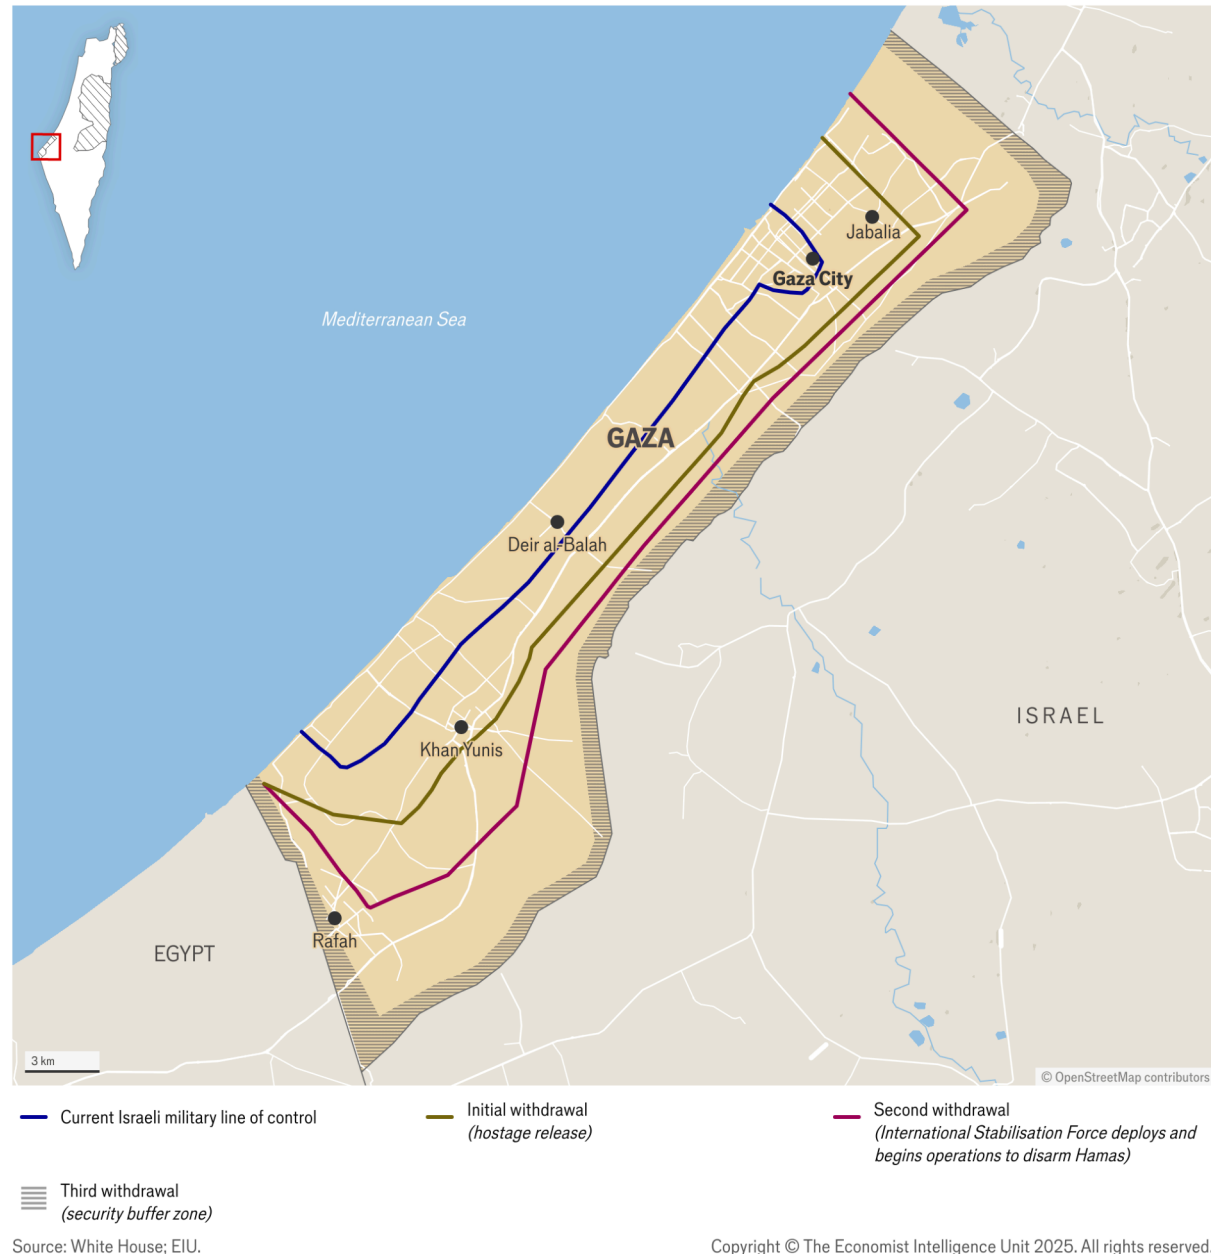 Mediterranean Sea
Jabalia
Gaza City
GAZA
Deir al-Balah
ISRAEL
Khan Yunis
EGYPT
Rafah
3 km
© OpenStreetMap contributors
Current Israeli military line of control
Initial withdrawal
(hostage release)
Second withdrawal
(International Stabilisation Force deploys and
begins operations to disarm Hamas)
Third withdrawal
(security buffer zone)
Source: White House; EIU.
Copyright © The Economist Intelligence Unit 2025. All rights reserved.